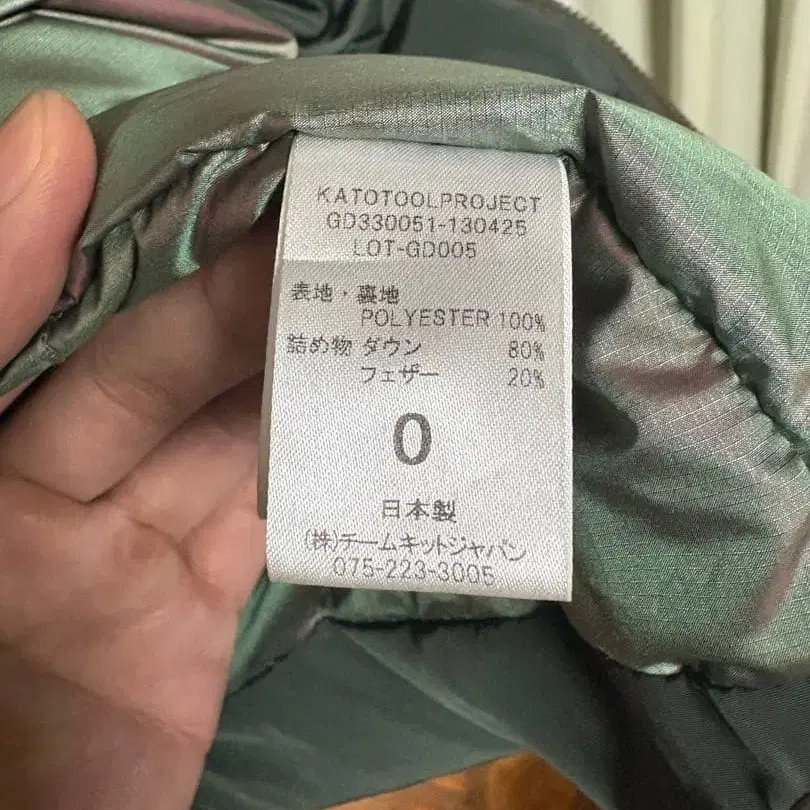 KATOTOOLPROJECT
GD330051-130425
LOT-GD005
表地・裏地
POLYESTER 100%
詰め物 ダウン 80%
フェザー 20%
0
日本製
(株)チームキットジャパン
075-223-3005